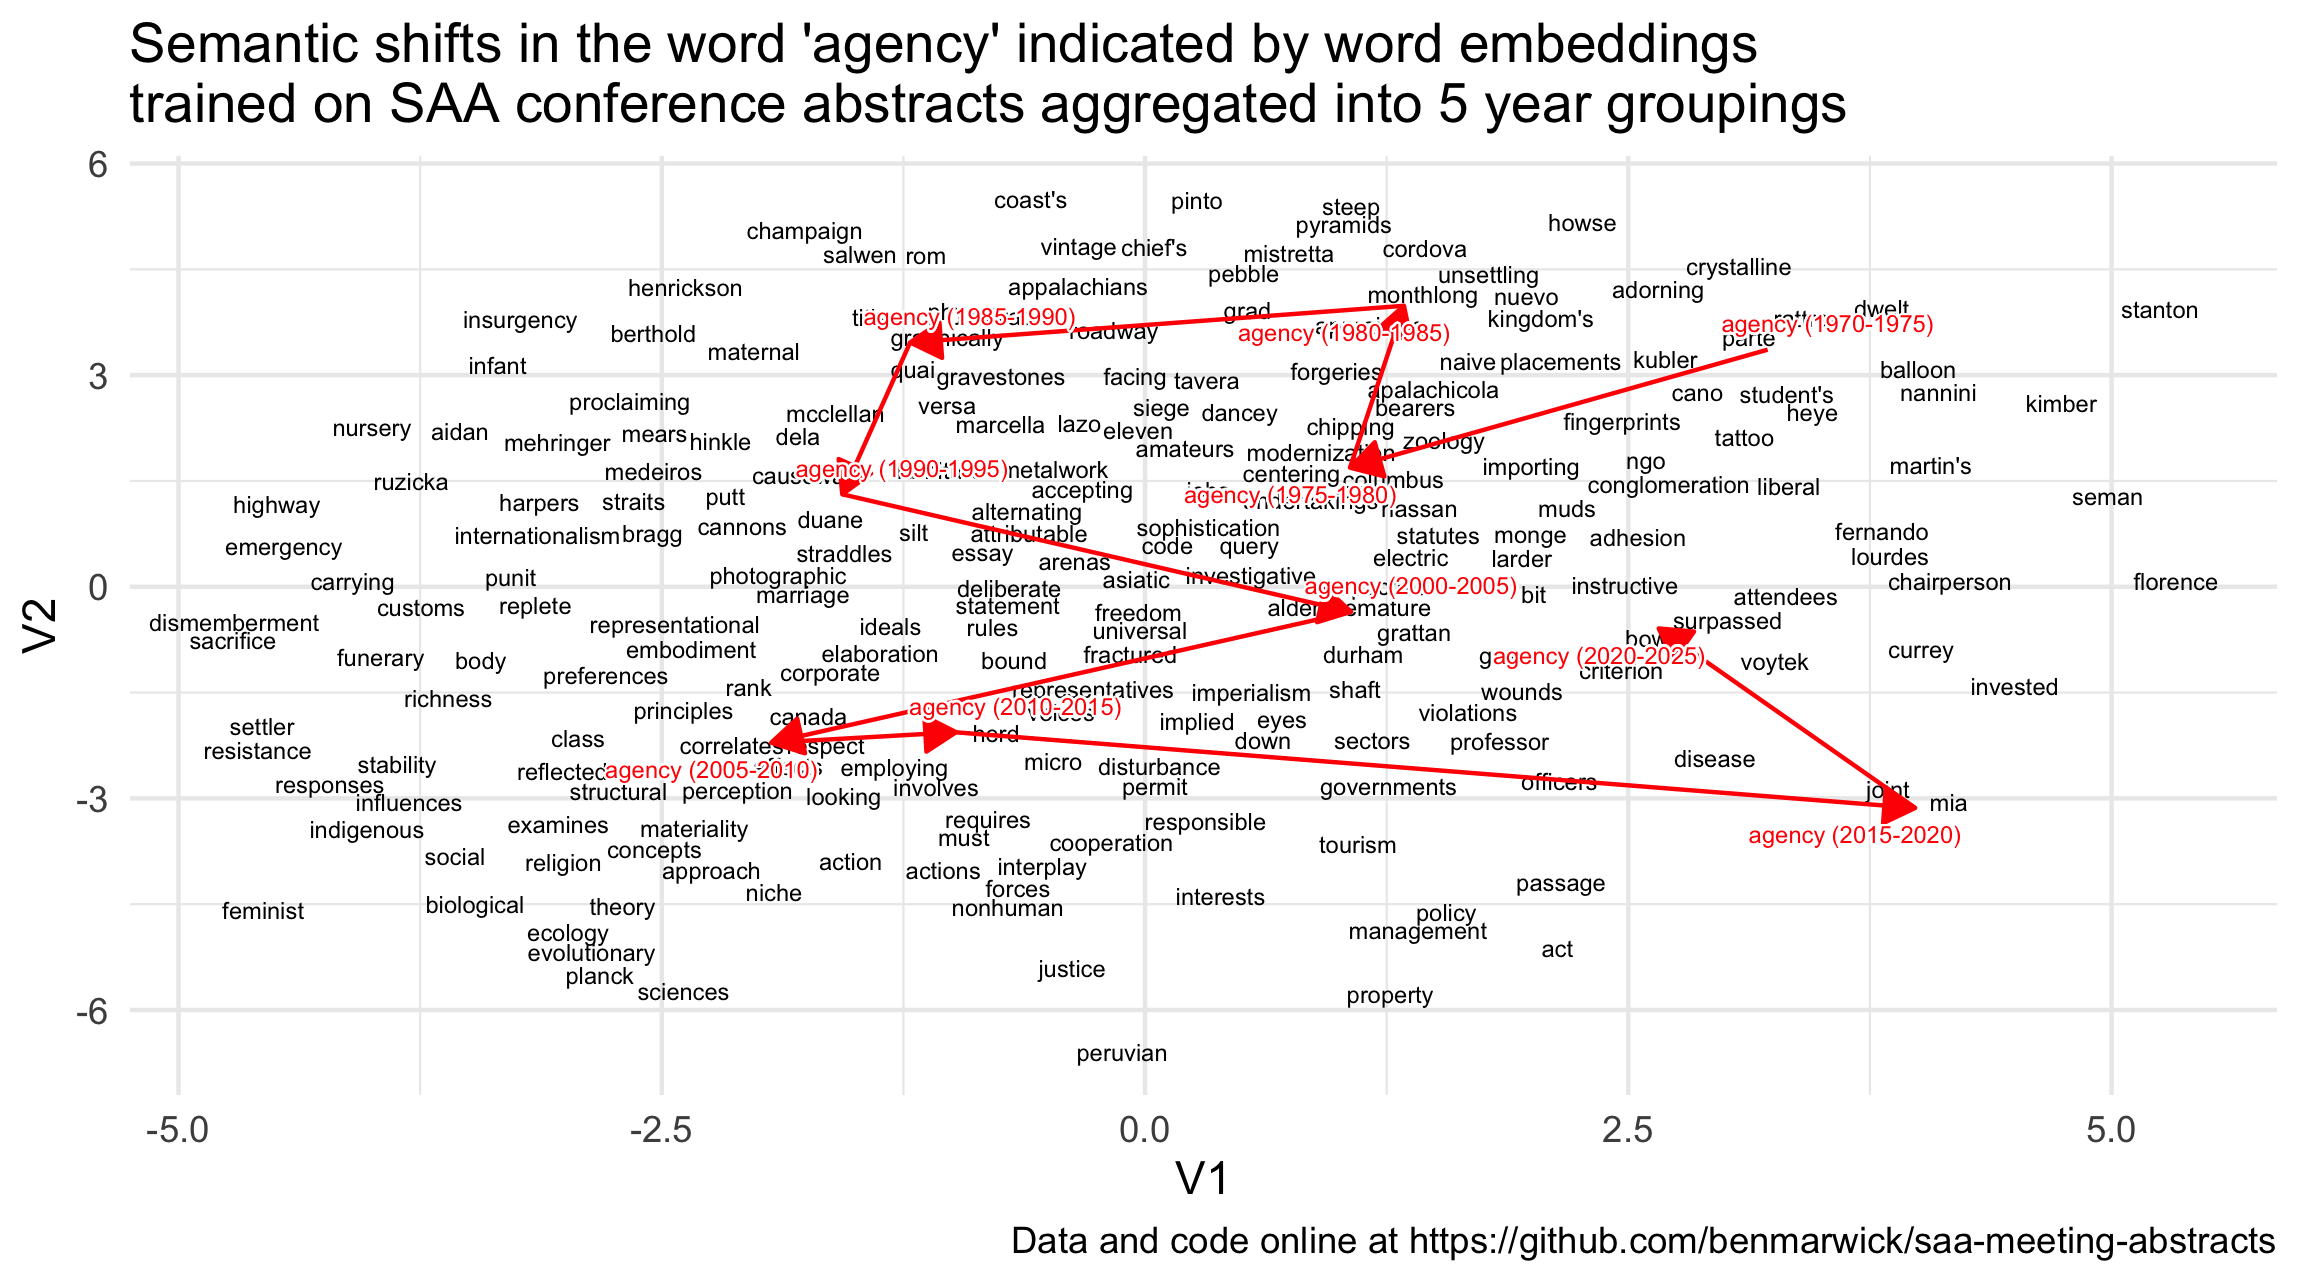 Semantic shifts in the word 'agency' indicated by word embeddings
trained on SAA conference abstracts aggregated into 5 year groupings
6
coast's pinto steep
pyramids howse
champaign
vintage chief's
salwen rom mistretta cordova
pebble unsettling crystalline
henrickson appalachians monthlong nuevo adorning
insurgency grad kingdom's dwelt stanton
agency (1985-1990) agency (1980-1985) agency (1970-1975)
berthold roadway parte
maternal
infant naive placements kubler
3
quai gravestones facing tavera forgeries balloon
proclaiming apalachicola cano student's nannini
mcclellan versa siege dancey bearers heye kimber
nursery aidan marcella lazo eleven chipping fingerprints
mehringer mears hinkle dela amateurs zoology tattoo
modernization
medeiros agency (1990-1995) metalwork centering importing ngo martin's
ruzicka accepting columbus conglomeration liberal
highway harpers straits putt agency (1975-1980) seman
undertakings
alternating hassan muds
duane
internationalism bragg cannons silt attributable sophistication statutes monge adhesion fernando
emergency straddles essay code query
arenas electric larder lourdes
0
carrying punit photographic asiatic investigative agency (2000-2005) instructive chairperson florence
marriage deliberate bit attendees
customs replete statement freedom
dismemberment representational ideals rules universal grattan surpassed
sacrifice
funerary body embodiment elaboration bound fractured durham agency (2020-2025) voytek currey
preferences corporate criterion
richness rank representatives imperialism shaft wounds invested
principles canada agency (2010-2015) voices violations
settler implied eyes
resistance class correlates respect herd down sectors professor
stability reflected agency (2005-2010) employing micro disturbance disease
responses structural perception looking involves permit governments officers joint
-3
influences mia
indigenous examines materiality requires responsible agency (2015-2020)
social concepts must cooperation tourism
religion approach action actions interplay
niche forces passage
feminist biological theory nonhuman interests policy
ecology management
evolutionary act
planck justice
sciences property
-6
peruvian
V2
-5.0 -2.5 0.0 2.5 5.0
V1
Data and code online at https://github.com/benmarwick/saa-meeting-abstracts